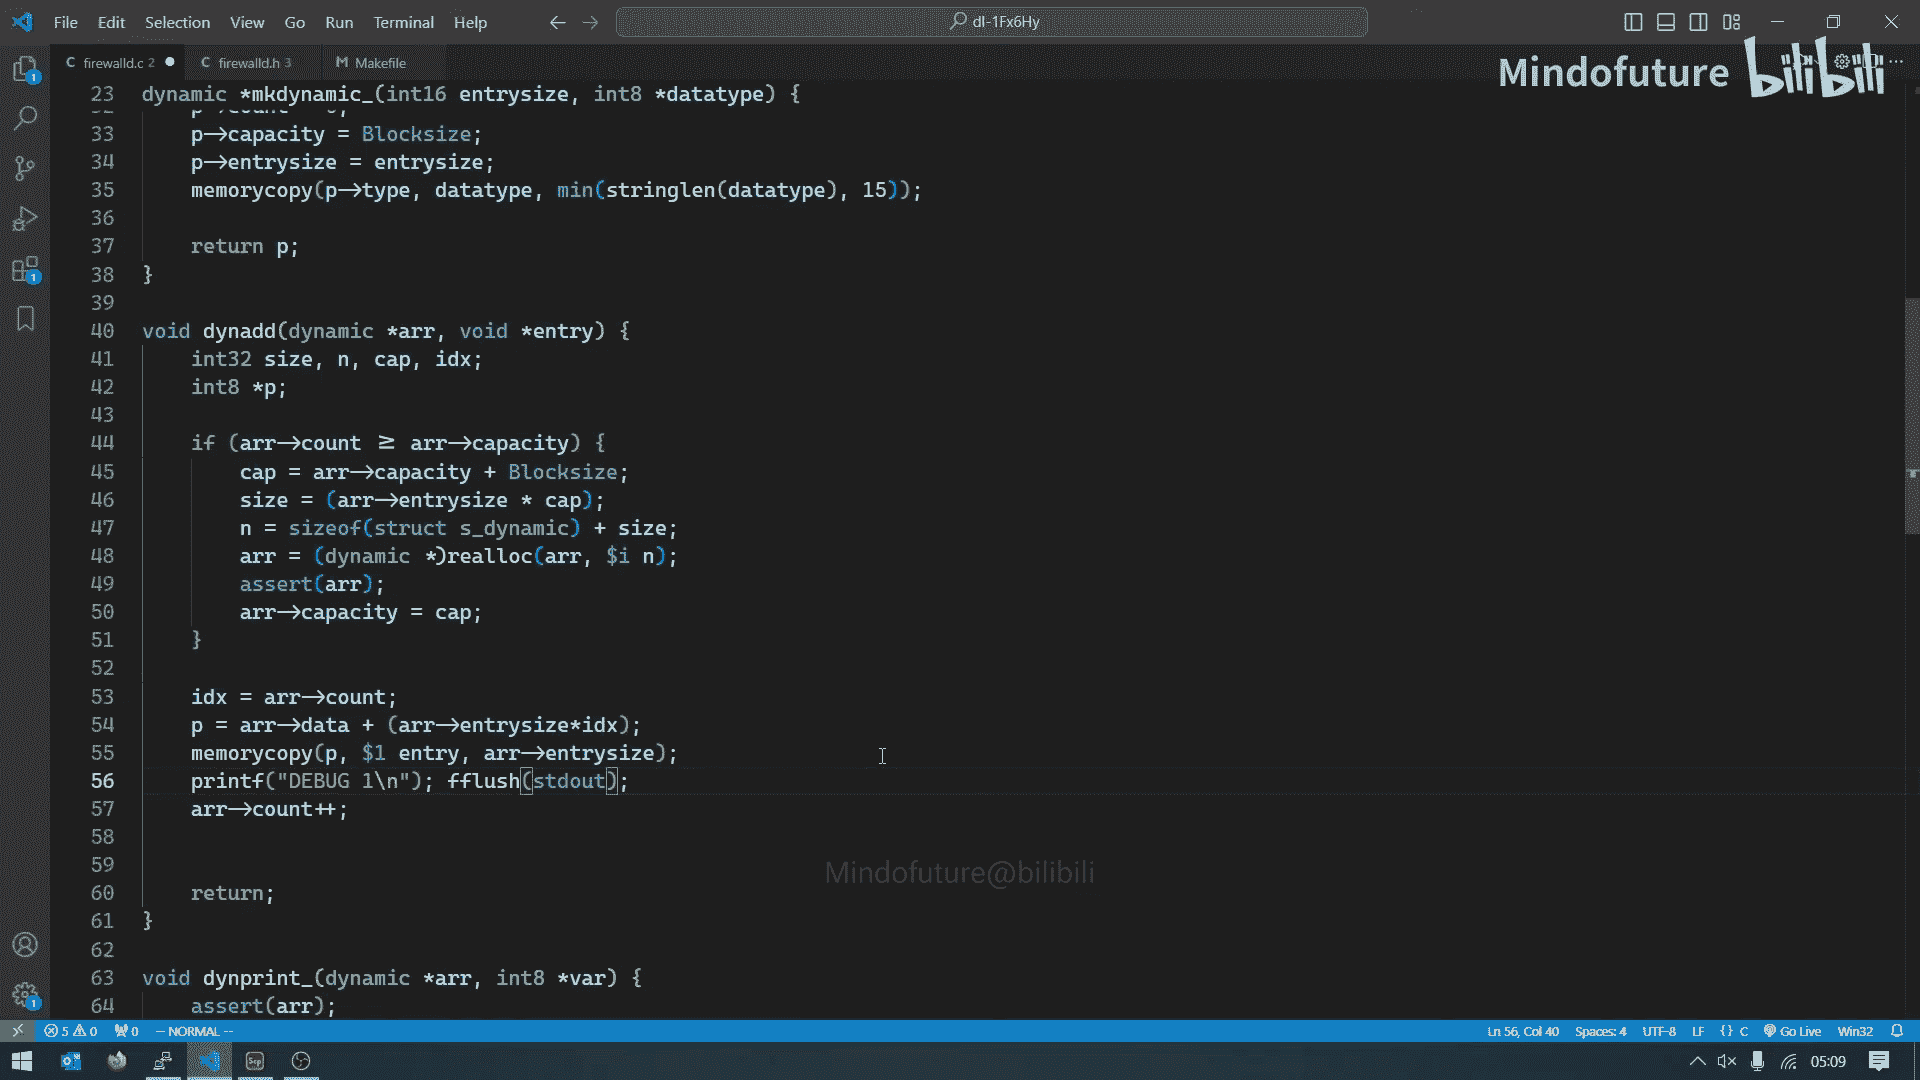 File Edit Selection View Go Run Terminal Help
dl-1Fx6Hy
firewalld.c 2
firewalld.h 3
Makefile
Mindofuture bilibili
23 dynamic *mkdynamic_(int16 entrysize, int8 *datatype) {
33 p→capacity = Blocksize;
34 p→entrysize = entrysize;
35 memorycopy(p→type, datatype, min(stringlen(datatype), 15));
36
37 return p;
38 }
39
40 void dynadd(dynamic *arr, void *entry) {
41 int32 size, n, cap, idx;
42 int8 *p;
43
44 if (arr→count ≥ arr→capacity) {
45 cap = arr→capacity + Blocksize;
46 size = (arr→entrysize * cap);
47 n = sizeof(struct s_dynamic) + size;
48 arr = (dynamic *)realloc(arr, $i n);
49 assert(arr);
50 arr→capacity = cap;
51 }
52
53 idx = arr→count;
54 p = arr→data + (arr→entrysize*idx);
55 memorycopy(p, $1 entry, arr→entrysize);
56 printf("DEBUG 1\n"); fflush(stdout);
57 arr→count++;
58
59
Mindofuture@bilibili
60 return;
61 }
62
63 void dynprint_(dynamic *arr, int8 *var) {
64 assert(arr);
5 0 0 -- NORMAL -- Ln 56, Col 40 Spaces: 4 UTF-8 LF {} C Go Live Win32
05:09